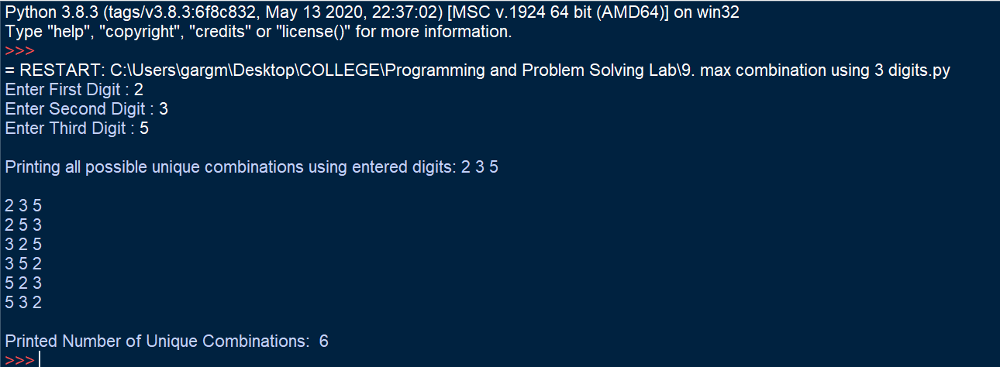 Python 3.8.3 (tags/v3.8.3:6f8c832, May 13 2020, 22:37:02) [MSC v.1924 64 bit (AMD64)] on win32
Type "help", "copyright", "credits" or "license()" for more information.
>>>
= RESTART: C:\Users\gargm\Desktop\COLLEGE\Programming and Problem Solving Lab\9. max combination using 3 digits.py
Enter First Digit : 2
Enter Second Digit : 3
Enter Third Digit : 5
Printing all possible unique combinations using entered digits: 2 3 5
2 3 5
2 5 3
3 2 5
3 5 2
5 2 3
5 3 2
Printed Number of Unique Combinations:  6
>>>